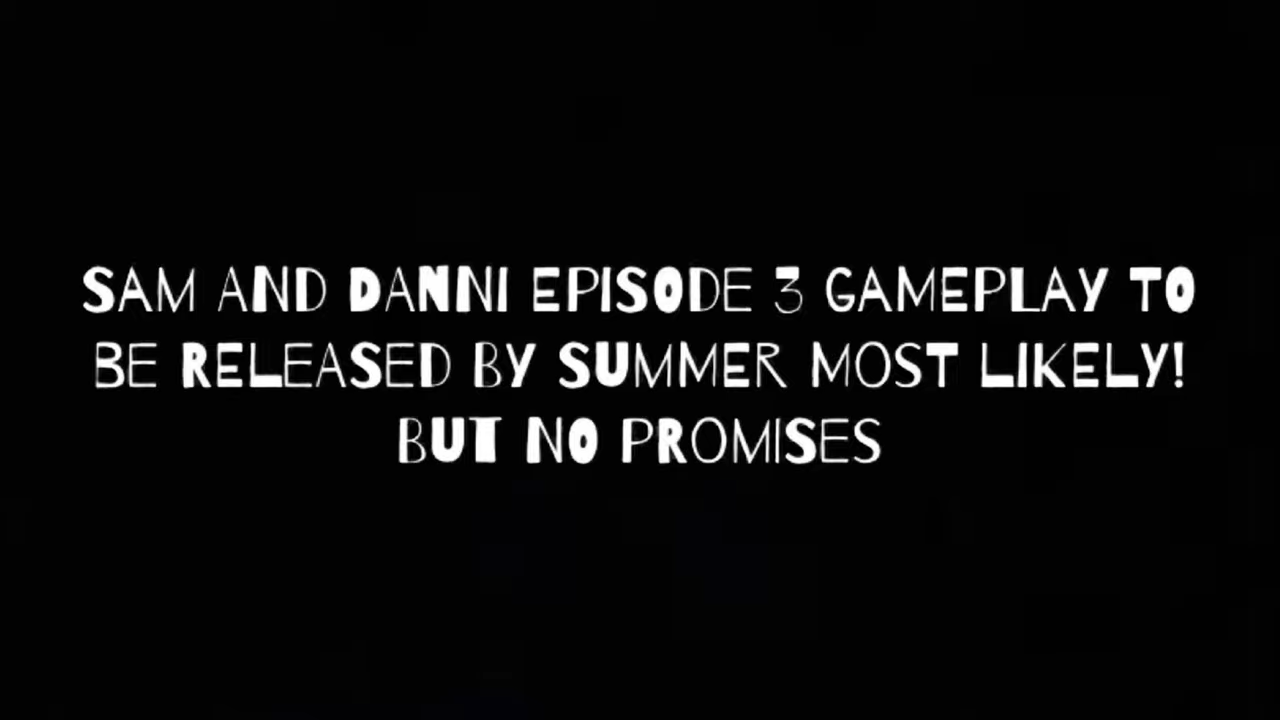 SAM AND DANNI EPISODE 3 GAMEPLAY TO
BE RELEASED BY SUMMER MOST LIKELY!
BUT NO PROMISES